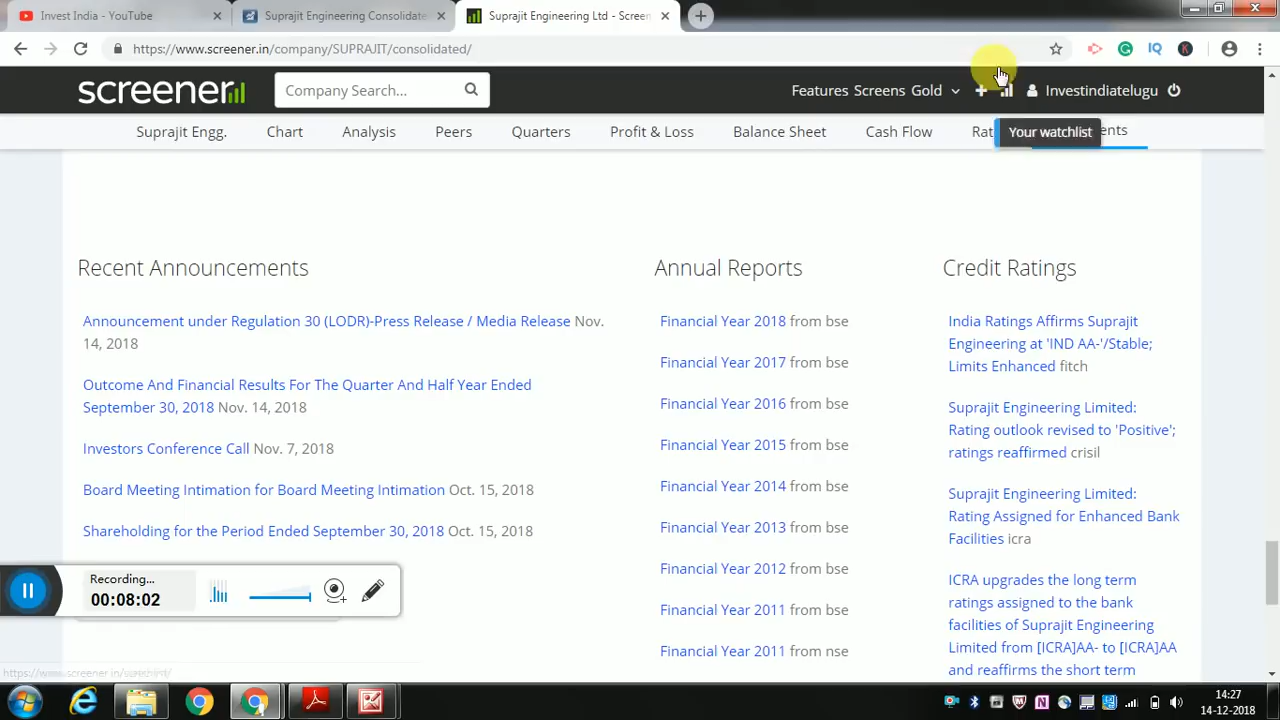 Invest India - YouTube
Suprajit Engineering Consolidate
Suprajit Engineering Ltd - Screen
https://www.screener.in/company/SUPRAJIT/consolidated/
screener
Company Search...
Features Screens Gold
Investindiatelugu
Suprajit Engg. Chart Analysis Peers Quarters Profit & Loss Balance Sheet Cash Flow
Your watchlist
Recent Announcements
Announcement under Regulation 30 (LODR)-Press Release / Media Release Nov.
14, 2018
Outcome And Financial Results For The Quarter And Half Year Ended
September 30, 2018 Nov. 14, 2018
Investors Conference Call Nov. 7, 2018
Board Meeting Intimation for Board Meeting Intimation Oct. 15, 2018
Shareholding for the Period Ended September 30, 2018 Oct. 15, 2018
Annual Reports
Financial Year 2018 from bse
Financial Year 2017 from bse
Financial Year 2016 from bse
Financial Year 2015 from bse
Financial Year 2014 from bse
Financial Year 2013 from bse
Financial Year 2012 from bse
Financial Year 2011 from bse
Financial Year 2011 from nse
Credit Ratings
India Ratings Affirms Suprajit
Engineering at 'IND AA-'/Stable;
Limits Enhanced fitch
Suprajit Engineering Limited:
Rating outlook revised to 'Positive';
ratings reaffirmed crisil
Suprajit Engineering Limited:
Rating Assigned for Enhanced Bank
Facilities icra
ICRA upgrades the long term
ratings assigned to the bank
facilities of Suprajit Engineering
Limited from [ICRA]AA- to [ICRA]AA
and reaffirms the short term
Recording...
00:08:02
14:27
14-12-2018